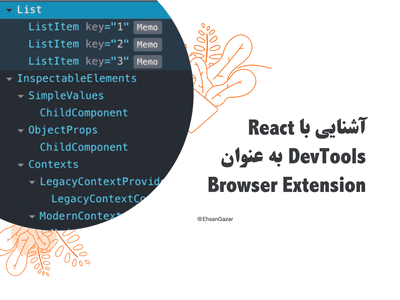 List
ListItem key="1" Memo
ListItem key="2" Memo
ListItem key="3" Memo
InspectableElements
SimpleValues
ChildComponent
ObjectProps
ChildComponent
Contexts
LegacyContextProvid
LegacyContextCo
ModernContext
آشنایی با React
DevTools به عنوان
Browser Extension
@EhsanGazar